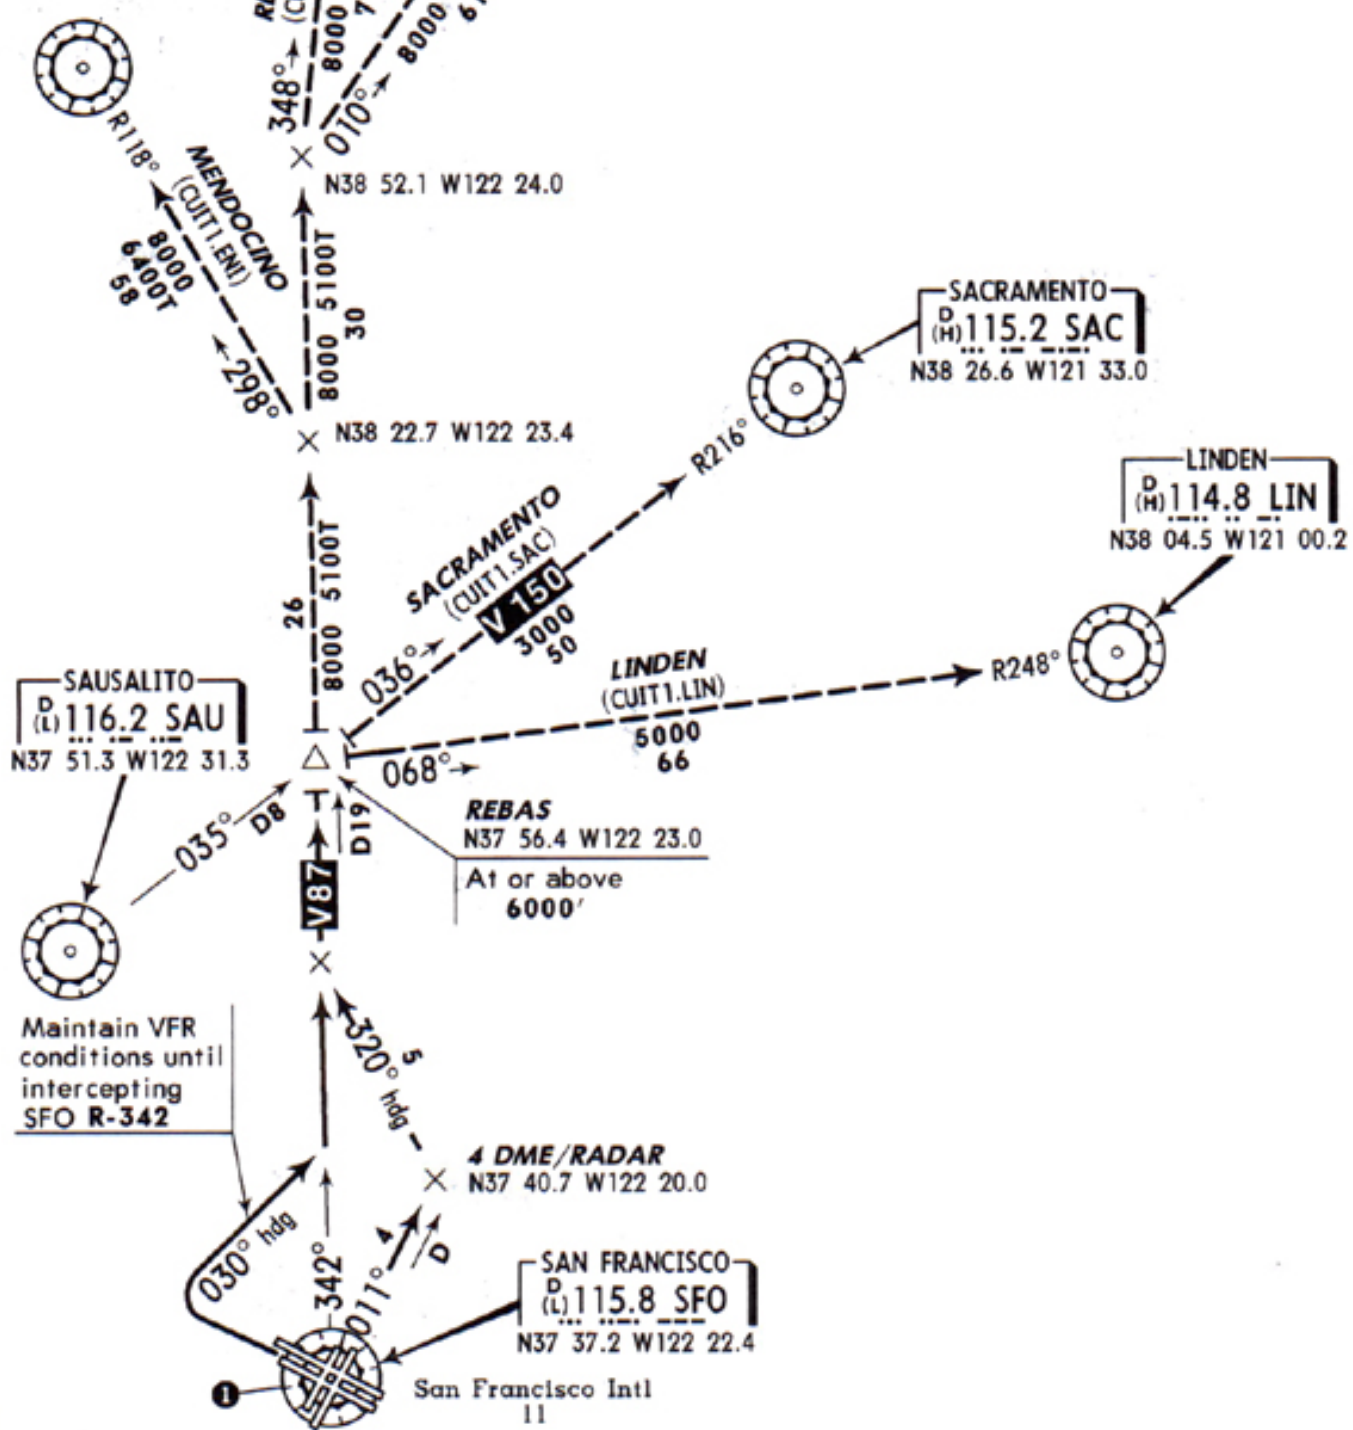 8000
8000
348°
010°
N38 52.1 W122 24.0
R118°
MENDOCINO
(CUIT1.ENI)
8000
6400T
58
298°
8000 5100T
30
N38 22.7 W122 23.4
SACRAMENTO
D
(H) 115.2 SAC
N38 26.6 W121 33.0
R216°
LINDEN
D
(H) 114.8 LIN
N38 04.5 W121 00.2
R248°
SACRAMENTO
(CUIT1.SAC)
V 150
3000
50
036°
26
8000 5100T
LINDEN
(CUIT1.LIN)
5000
66
068°
SAUSALITO
D
(L) 116.2 SAU
N37 51.3 W122 31.3
035°
D8
D19
REBAS
N37 56.4 W122 23.0
At or above
6000'
V87
Maintain VFR
conditions until
intercepting
SFO R-342
320° hdg
5
4 DME/RADAR
N37 40.7 W122 20.0
030° hdg
342°
011°
4
D
SAN FRANCISCO
D
(L) 115.8 SFO
N37 37.2 W122 22.4
1
San Francisco Intl
11